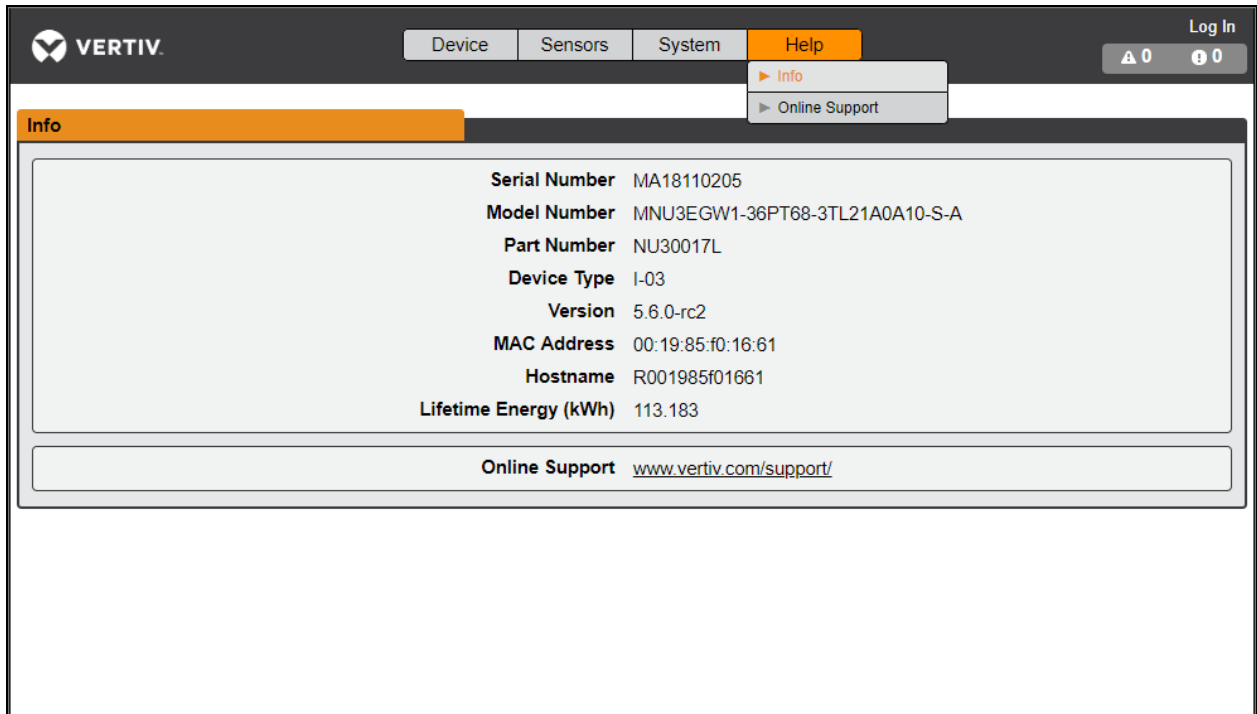 VERTIV.
Device Sensors System Help
Log In
0 0
Info
Online Support
Info
Serial Number MA18110205
Model Number MNU3EGW1-36PT68-3TL21A0A10-S-A
Part Number NU30017L
Device Type I-03
Version 5.6.0-rc2
MAC Address 00:19:85:f0:16:61
Hostname R001985f01661
Lifetime Energy (kWh) 113.183
Online Support www.vertiv.com/support/